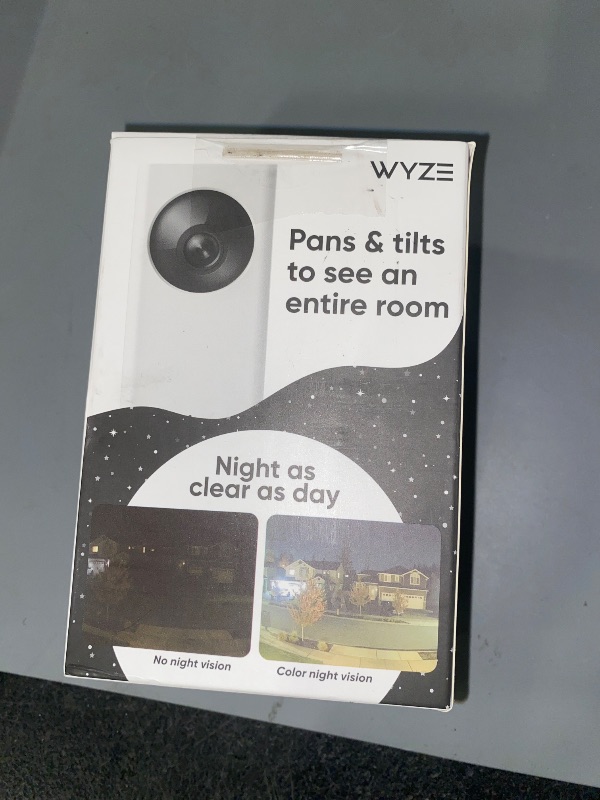 WYZE
Pans & tilts
to see an
entire room
Night as
clear as day
No night vision
Color night vision